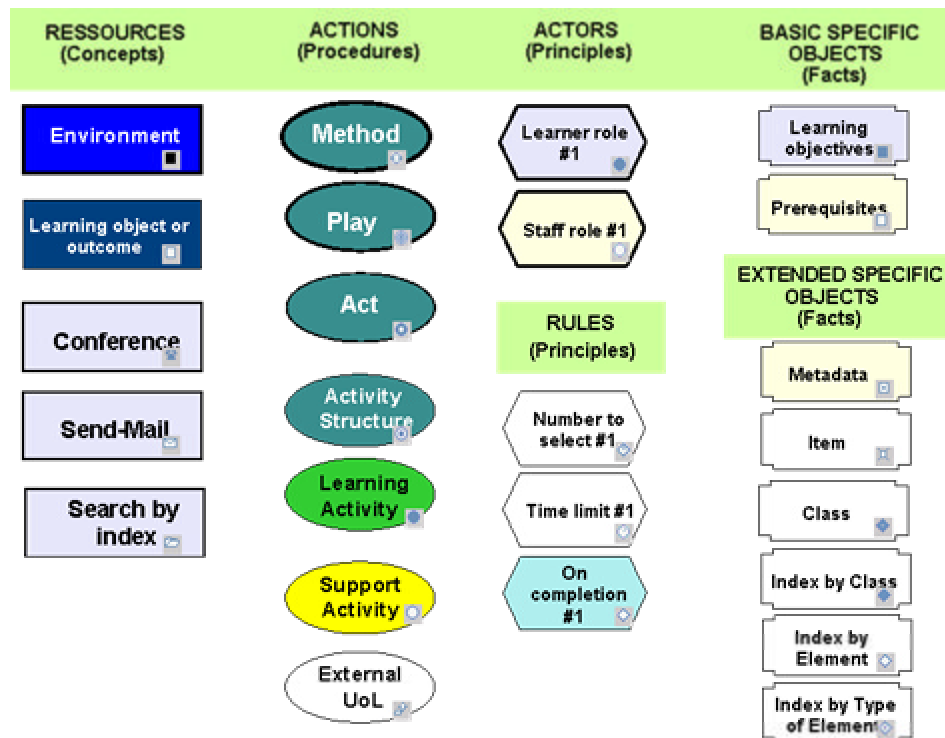 RESSOURCES
(Concepts)
Environment
Learning object or
outcome
Conference
Send-Mail
Search by
index
ACTIONS
(Procedures)
Method
Play
Act
Activity
Structure
Learning
Activity
Support
Activity
External
UoL
ACTORS
(Principles)
Learner role
#1
Staff role #1
RULES
(Principles)
Number to
select #1
Time limit #1
On
completion
#1
BASIC SPECIFIC
OBJECTS
(Facts)
Learning
objectives
Prerequisites
EXTENDED SPECIFIC
OBJECTS
(Facts)
Metadata
Item
Class
Index by Class
Index by
Element
Index by Type
of Element